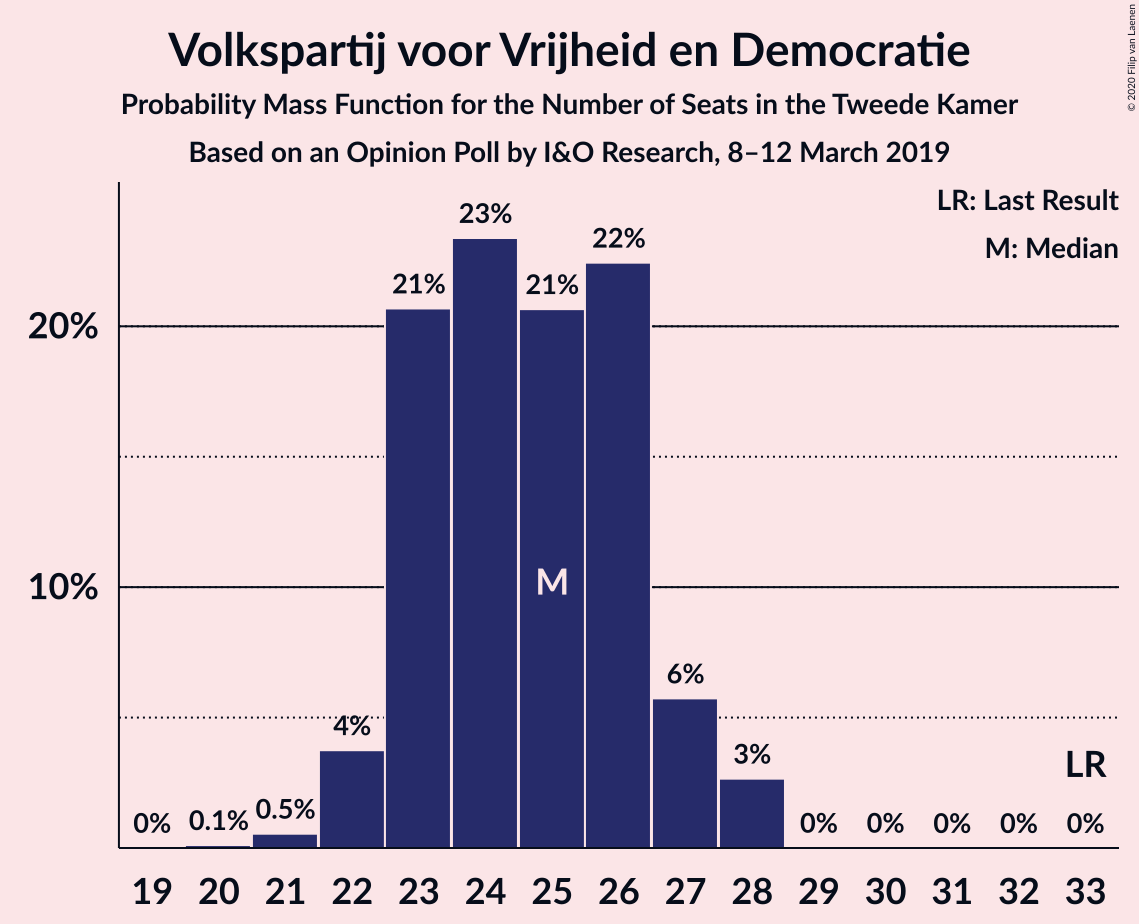 Volkspartij voor Vrijheid en Democratie
Probability Mass Function for the Number of Seats in the Tweede Kamer
Based on an Opinion Poll by I&O Research, 8–12 March 2019
© 2020 Filip van Laenen
LR: Last Result
M: Median
20%
10%
0%
0.1%
0.5%
4%
21%
23%
21%
22%
6%
3%
0%
0%
0%
0%
0%
M
LR
19 20 21 22 23 24 25 26 27 28 29 30 31 32 33